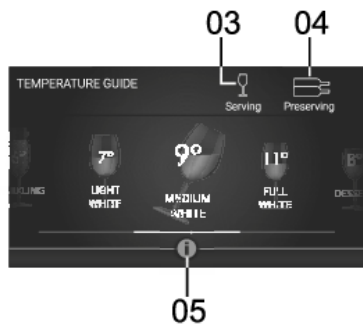 03 04
TEMPERATURE GUIDE
Serving Preserving
7° 9° 11°
LIGHT WHITE
MEDIUM WHITE
FULL WHITE
05